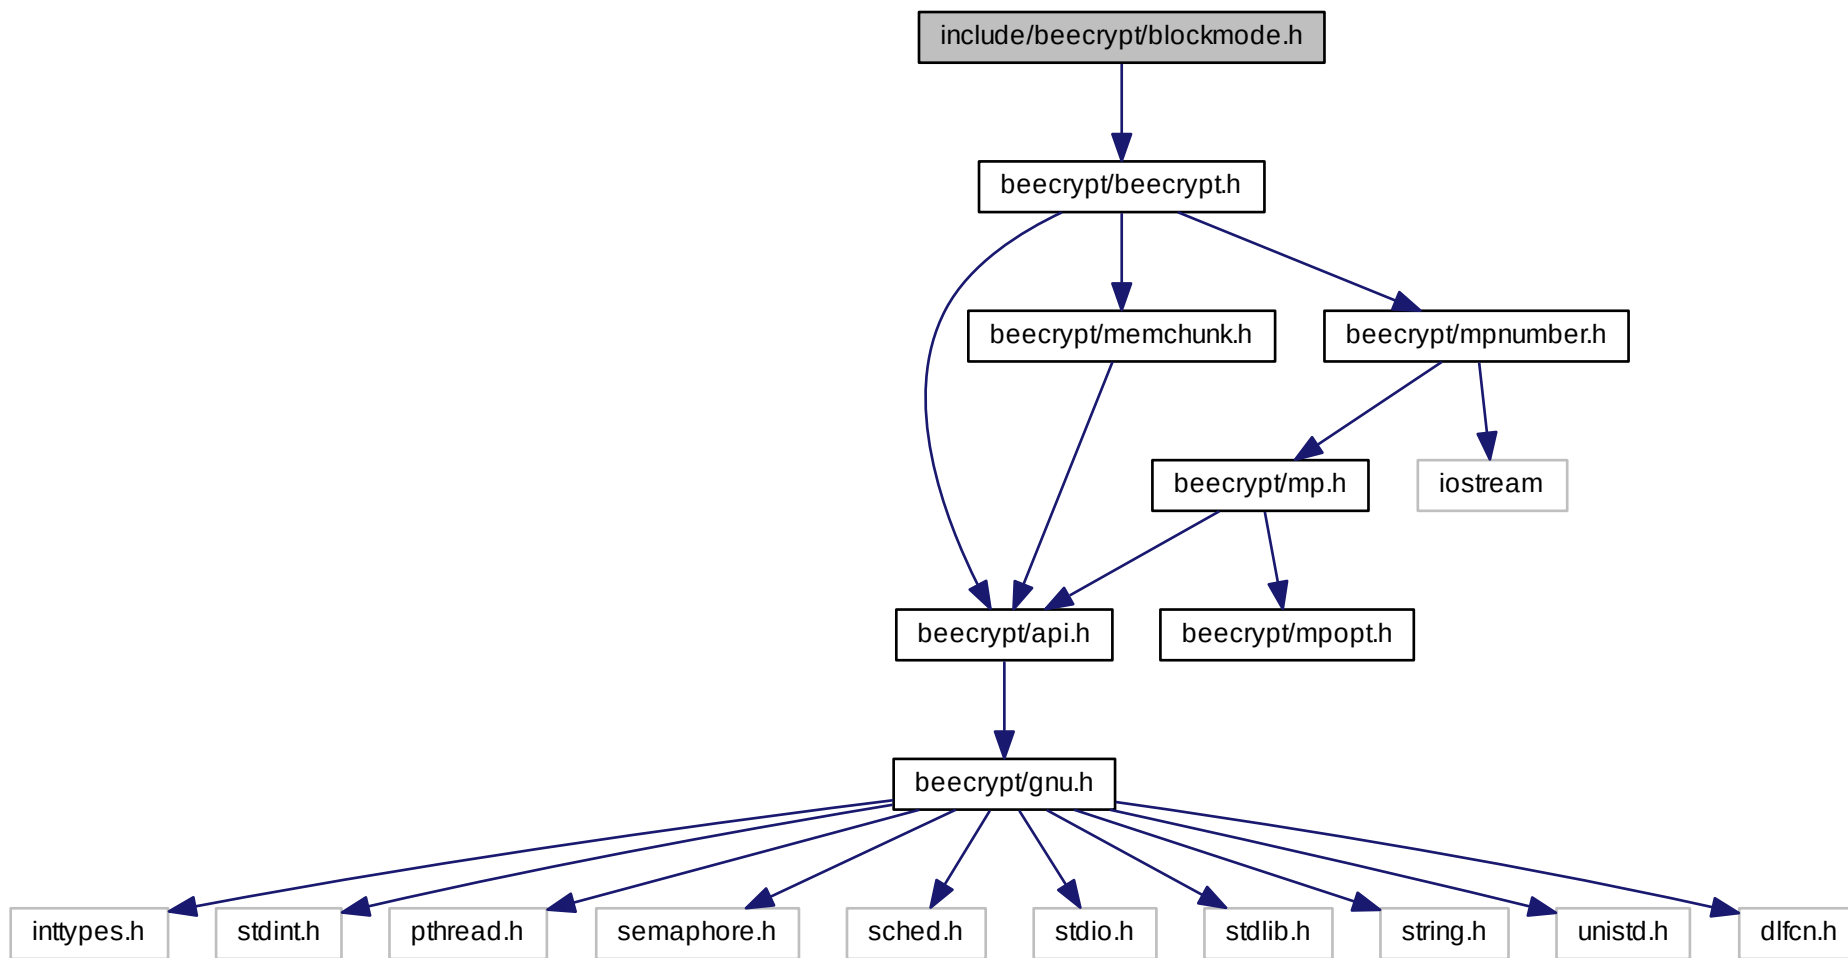 include/beecrypt/blockmode.h
beecrypt/beecrypt.h
beecrypt/memchunk.h
beecrypt/mpnumber.h
beecrypt/mp.h
iostream
beecrypt/api.h
beecrypt/mpopt.h
beecrypt/gnu.h
inttypes.h
stdint.h
pthread.h
semaphore.h
sched.h
stdio.h
stdlib.h
string.h
unistd.h
dlfcn.h